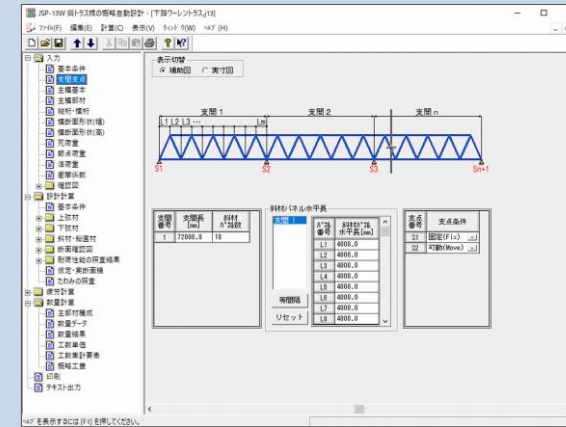 JSP-13W 鋼トラス橋の概略自動設計 - [下路ワーレントラス.j13]
ファイル(F) 編集(E) 計算(C) 表示(V) ウィンドウ(W) ヘルプ(H)
入力
基本条件
支間支点
主構基本
主構部材
縦桁・横桁
横断面形状(幅)
横断面形状(高)
死荷重
節点荷重
活荷重
衝撃係数
確認図
設計計算
基本条件
上弦材
下弦材
斜材・鉛直材
断面確認図
耐荷性能の照査結果
仮定・実断面積
たわみの照査
疲労計算
数量計算
主部材構成
数量データ
数量結果
工数単価
工数集計要素
概略工費
印刷
テキスト出力
表示切替
補助図 実寸図
支間 1 支間 2 支間 n
L1 L2 L3 ··· Lm
S1 S2 S3 Sn+1
支間番号 支間長[mm] 斜材パネル数
1 72000.0 18
斜材パネル水平長
支間 1
等間隔
リセット
パネル番号 斜材パネル水平長[mm]
L1 4000.0
L2 4000.0
L3 4000.0
L4 4000.0
L5 4000.0
L6 4000.0
L7 4000.0
L8 4000.0
支点番号 支点条件
S1 固定(Fix)
S2 可動(Move)
ヘルプを表示するには [F1] を押してください。